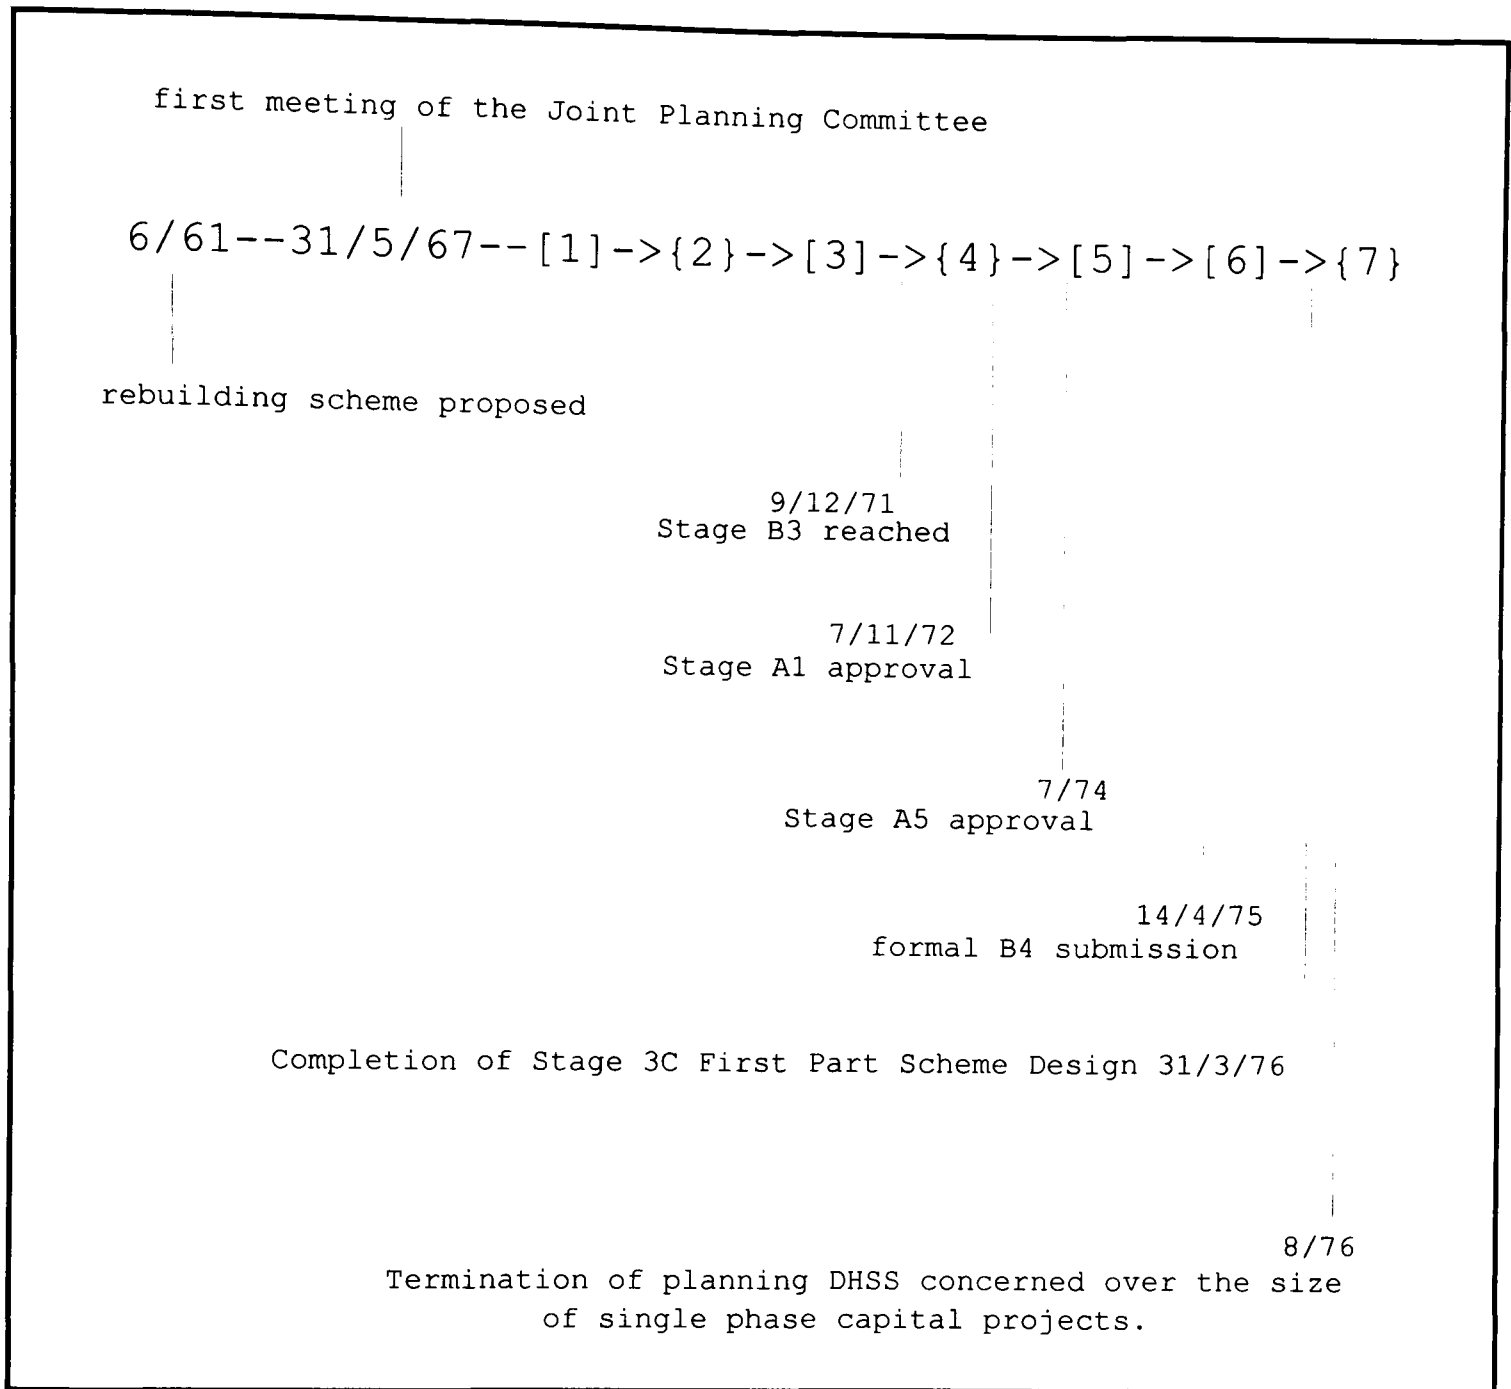 first meeting of the Joint Planning Committee
6/61--31/5/67--[1]->{2}->[3]->{4}->[5]->[6]->{7}
rebuilding scheme proposed
9/12/71
Stage B3 reached
7/11/72
Stage A1 approval
7/74
Stage A5 approval
14/4/75
formal B4 submission
Completion of Stage 3C First Part Scheme Design 31/3/76
8/76
Termination of planning DHSS concerned over the size
of single phase capital projects.